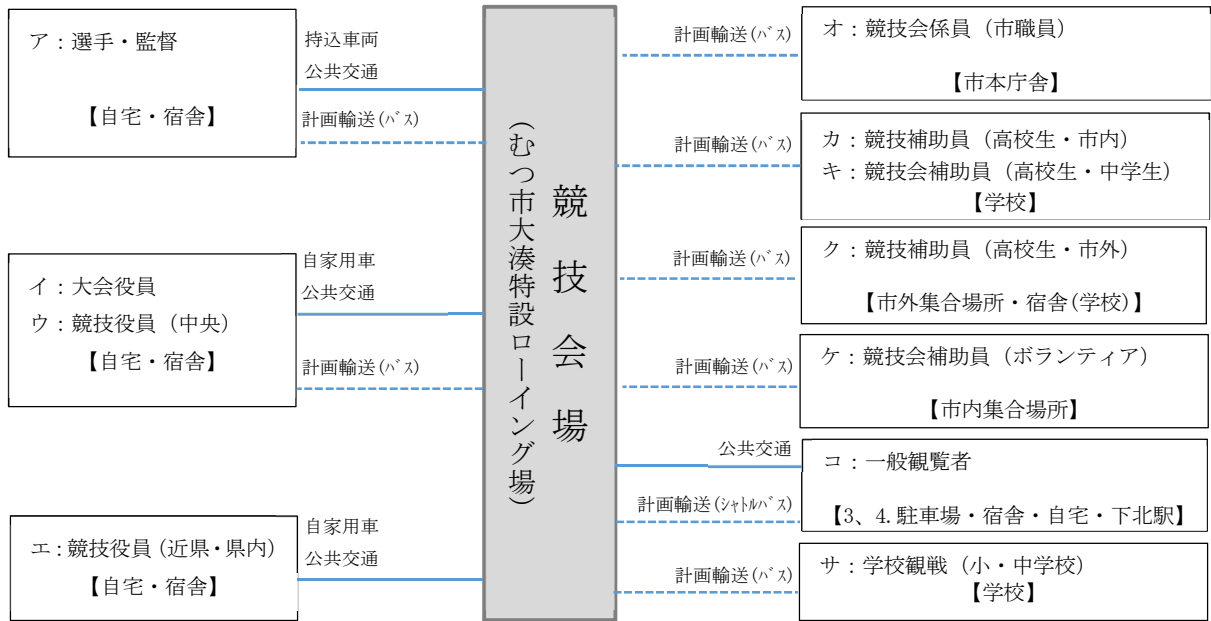 ア：選手・監督
【自宅・宿舎】
持込車両
公共交通
計画輸送(ﾊﾞｽ)
イ：大会役員
ウ：競技役員（中央）
【自宅・宿舎】
自家用車
公共交通
計画輸送(ﾊﾞｽ)
エ：競技役員（近県・県内）
【自宅・宿舎】
自家用車
公共交通
競技会場
（むつ市大湊特設ローイング場）
計画輸送(ﾊﾞｽ)
オ：競技会係員（市職員）
【市本庁舎】
計画輸送(ﾊﾞｽ)
カ：競技補助員（高校生・市内）
キ：競技会補助員（高校生・中学生）
【学校】
計画輸送(ﾊﾞｽ)
ク：競技補助員（高校生・市外）
【市外集合場所・宿舎(学校)】
計画輸送(ﾊﾞｽ)
ケ：競技会補助員（ボランティア）
【市内集合場所】
公共交通
計画輸送(ｼｬﾄﾙﾊﾞｽ)
コ：一般観覧者
【3、4.駐車場・宿舎・自宅・下北駅】
計画輸送(ﾊﾞｽ)
サ：学校観戦（小・中学校）
【学校】